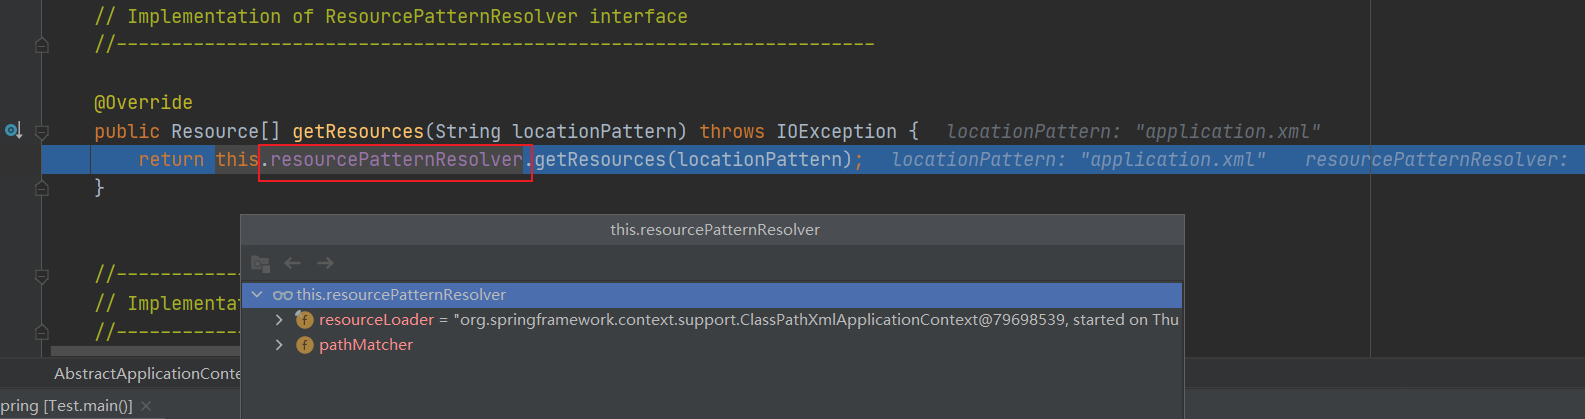 // Implementation of ResourcePatternResolver interface
//---------------------------------------------------------------------
@Override
public Resource[] getResources(String locationPattern) throws IOException {   locationPattern: "application.xml"
return this.resourcePatternResolver.getResources(locationPattern);   locationPattern: "application.xml"   resourcePatternResolver:
}
this.resourcePatternResolver
//---------------
this.resourcePatternResolver
// Implementa
resourceLoader = "org.springframework.context.support.ClassPathXmlApplicationContext@79698539, started on Thu
//---------------
pathMatcher
AbstractApplicationConte
pring [Test.main()]